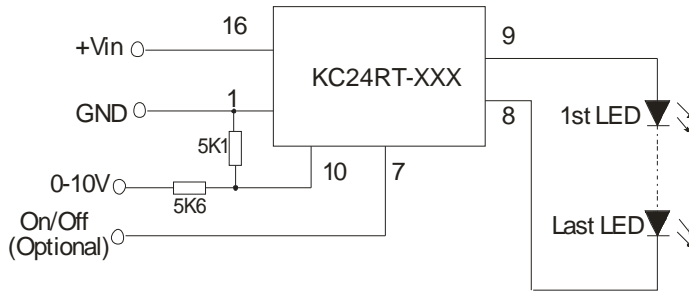 16
9
+Vin
KC24RT-XXX
GND
1
8
1st LED
5K1
0-10V
10
7
5K6
On/Off
(Optional)
Last LED